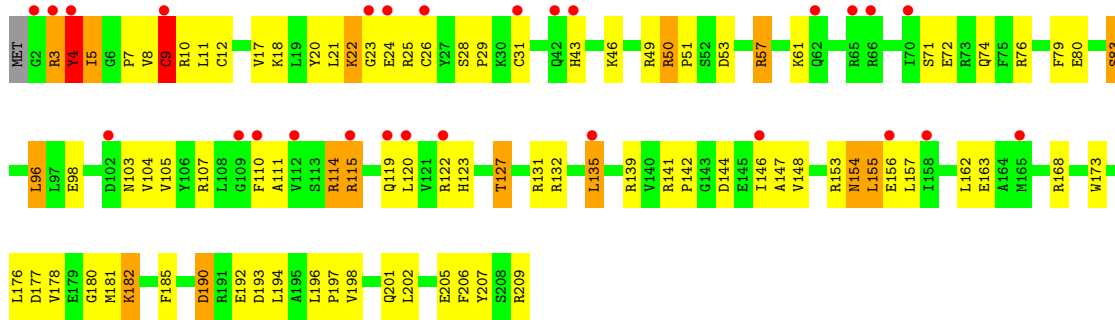 MET G2 R3 Y4 I5 G6 P7 V8 C9 R10 L11 C12 V17 K18 L19 Y20 L21 K22 G23 E24 R25 C26 Y27 S28 P29 K30 C31 Q42 H43 K46 R49 R50 P51 S52 D53 R57 K61 Q62 R65 R66 I70 S71 E72 R73 Q74 F75 R76 F79 E80 S83
L96 L97 E98 D102 N103 V104 V105 Y106 R107 L108 G109 F110 A111 V112 S113 R114 R115 Q119 L120 V121 R122 H123 T127 R131 R132 L135 R139 V140 R141 P142 G143 D144 E145 I146 A147 V148 R153 N154 L155 E156 L157 I158 L162 E163 A164 M165 R168 W173
L176 D177 V178 E179 G180 M181 K182 F185 D190 R191 E192 D193 L194 A195 L196 P197 V198 Q201 L202 E205 F206 Y207 S208 R209